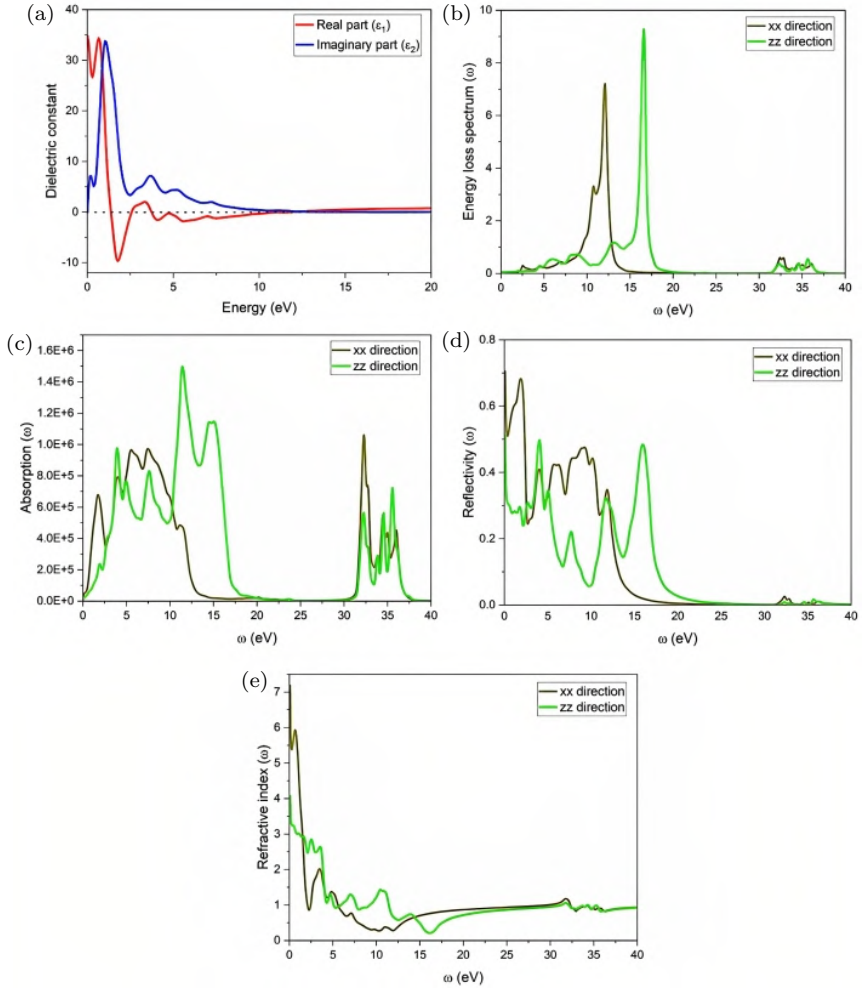 (a)
Real part (ε₁)
Imaginary part (ε₂)
Dielectric constant
40
30
20
10
0
-10
0
5
10
15
20
Energy (eV)
(b)
xx direction
zz direction
Energy loss spectrum (ω)
10
8
6
4
2
0
0
5
10
15
20
25
30
35
40
ω (eV)
(c)
xx direction
zz direction
Absorption (ω)
1.6E+6
1.4E+6
1.2E+6
1.0E+6
8.0E+5
6.0E+5
4.0E+5
2.0E+5
0.0E+0
0
5
10
15
20
25
30
35
40
ω (eV)
(d)
xx direction
zz direction
Reflectivity (ω)
0.8
0.6
0.4
0.2
0.0
0
5
10
15
20
25
30
35
40
ω (eV)
(e)
xx direction
zz direction
Refractive index (ω)
7
6
5
4
3
2
1
0
0
5
10
15
20
25
30
35
40
ω (eV)